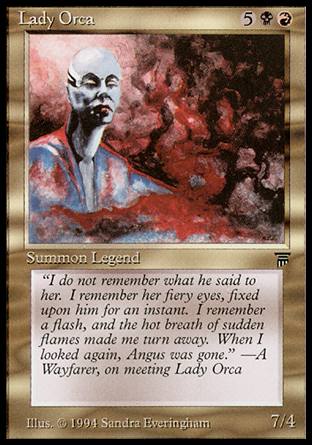 Lady Orca 5
Summon Legend
“I do not remember what he said to
her. I remember her fiery eyes, fixed
upon him for an instant. I remember
a flash, and the hot breath of sudden
flames made me turn away. When I
looked again, Angus was gone.” —A
Wayfarer, on meeting Lady Orca
Illus. © 1994 Sandra Everingham 7/4